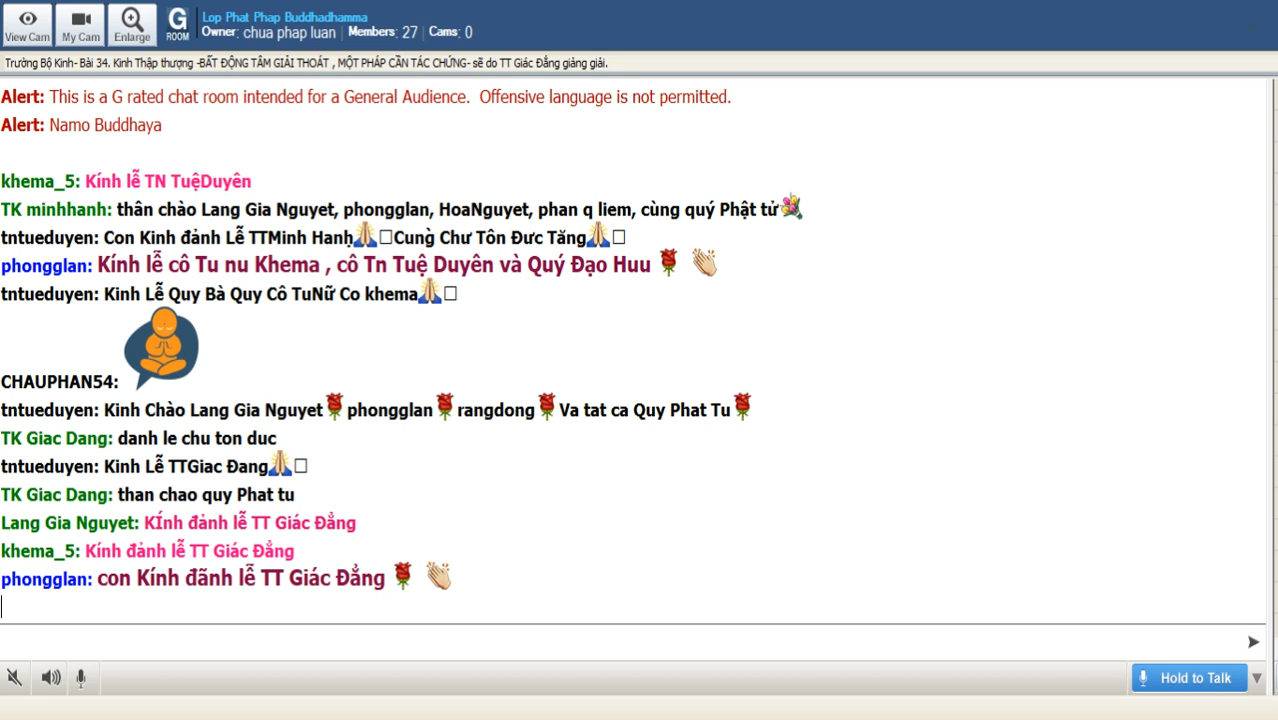 View Cam
My Cam
Enlarge
G
ROOM
Lop Phat Phap Buddhadhamma
Owner: chua phap luan | Members: 27 | Cams: 0
Trường Bộ Kinh- Bài 34. Kinh Thập thượng -BẤT ĐỘNG TÂM GIẢI THOÁT , MỘT PHÁP CẦN TÁC CHỨNG- sẽ do TT Giác Đẳng giảng giải.
Alert: This is a G rated chat room intended for a General Audience. Offensive language is not permitted.
Alert: Namo Buddhaya
khema_5: Kính lễ TN TuệDuyên
TK minhhanh: thân chào Lang Gia Nguyet, phongglan, HoaNguyet, phan q liem, cùng quý Phật tử
tntueduyen: Con Kinh đảnh Lễ TTMinh Hanḥ Cung̀ Chư Tôn Đưc Tăng
phongglan: Kính lễ cô Tu nu Khema , cô Tn Tuệ Duyên và Quý Đạo Huu
tntueduyen: Kinh Lễ Quy Bà Quy Cô TuNữ Co khema
CHAUPHAN54:
tntueduyen: Kinh Chào Lang Gia Nguyet phongglan rangdong Va tat ca Quy Phat Tu
TK Giac Dang: danh le chu ton duc
tntueduyen: Kinh Lễ TTGiac Đang
TK Giac Dang: than chao quy Phat tu
Lang Gia Nguyet: KÍnh đảnh lễ TT Giác Đẳng
khema_5: Kính đảnh lễ TT Giác Đẳng
phongglan: con Kính đãnh lễ TT Giác Đẳng
Hold to Talk